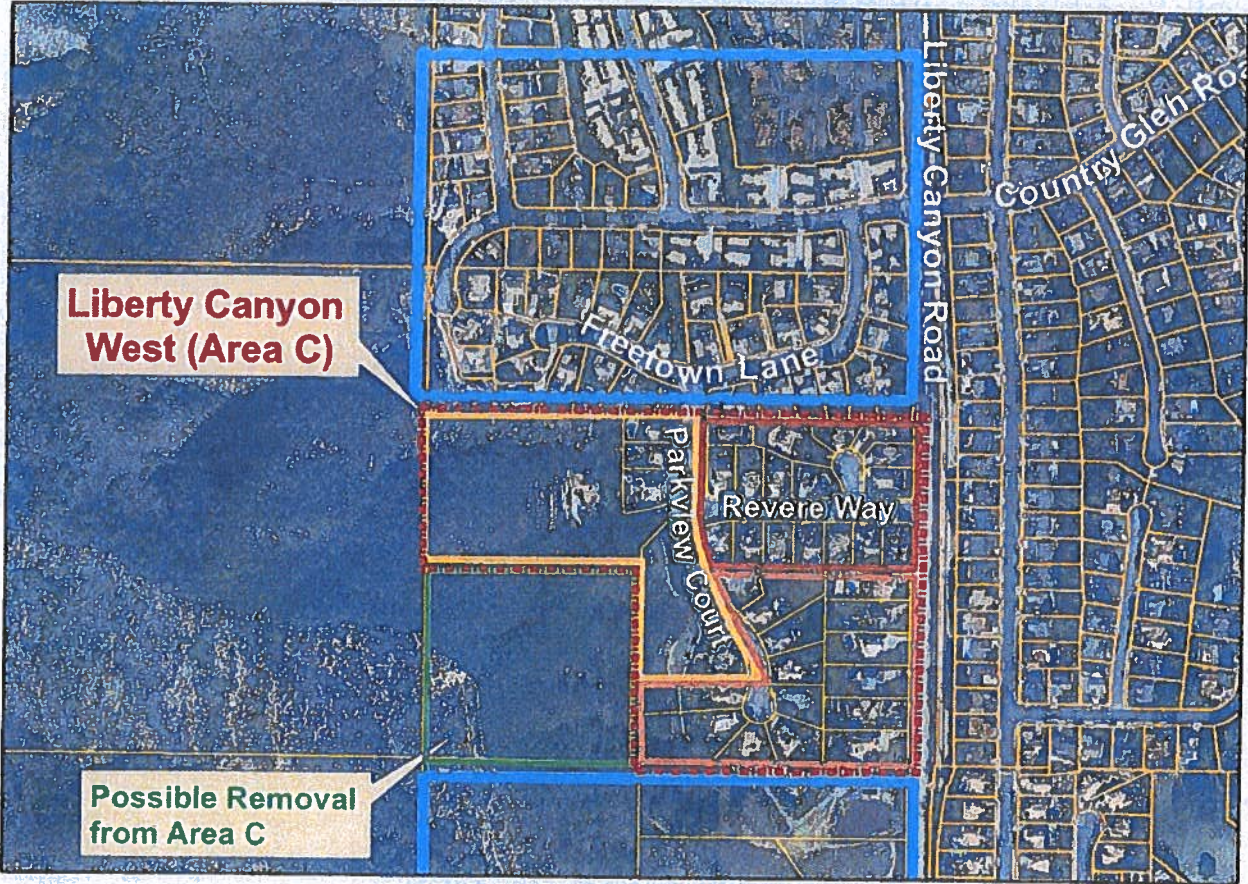 Liberty Canyon Road
Country Glen Roa
Liberty Canyon
West (Area C)
Freetown Lane
Parkview Court
Revere Way
Possible Removal
from Area C